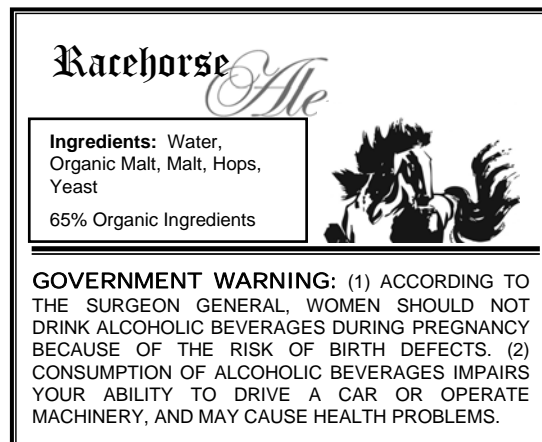 Racehorse
Ale
Ingredients: Water,
Organic Malt, Malt, Hops,
Yeast
65% Organic Ingredients
GOVERNMENT WARNING: (1) ACCORDING TO
THE SURGEON GENERAL, WOMEN SHOULD NOT
DRINK ALCOHOLIC BEVERAGES DURING PREGNANCY
BECAUSE OF THE RISK OF BIRTH DEFECTS. (2)
CONSUMPTION OF ALCOHOLIC BEVERAGES IMPAIRS
YOUR ABILITY TO DRIVE A CAR OR OPERATE
MACHINERY, AND MAY CAUSE HEALTH PROBLEMS.